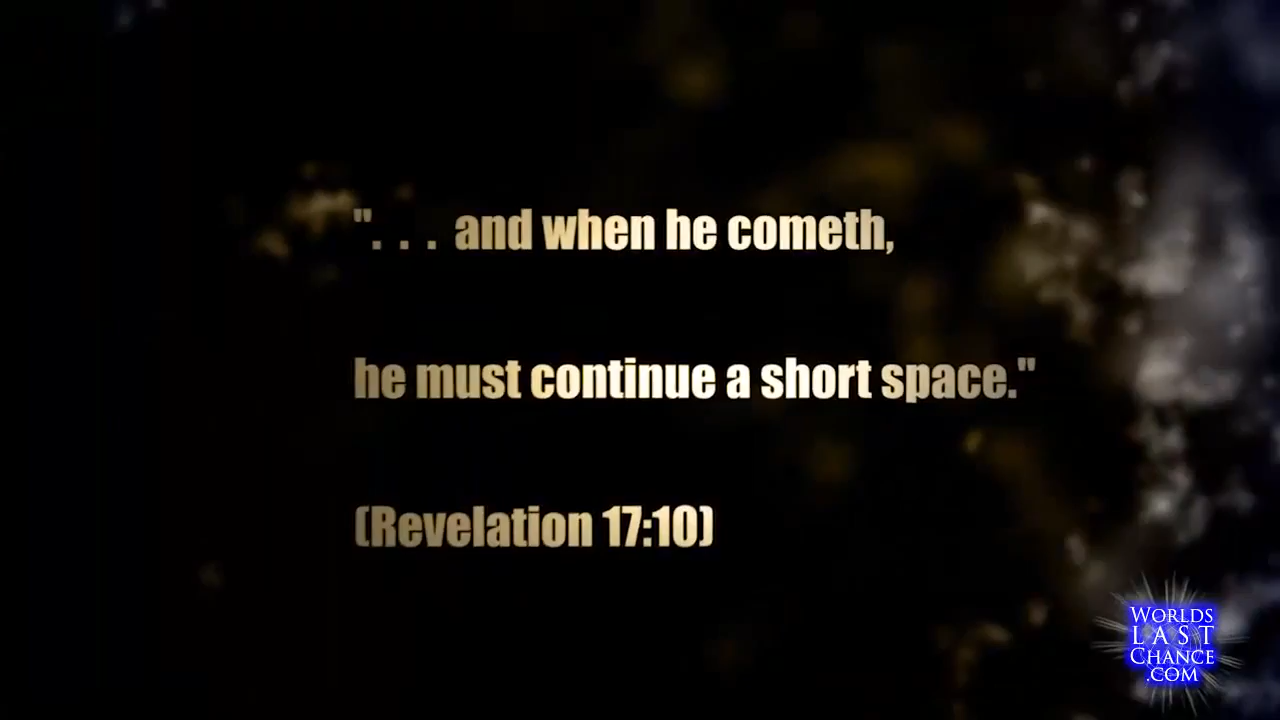 ". . . and when he cometh,
he must continue a short space."
(Revelation 17:10)
WORLDS
LAST
CHANCE
.COM